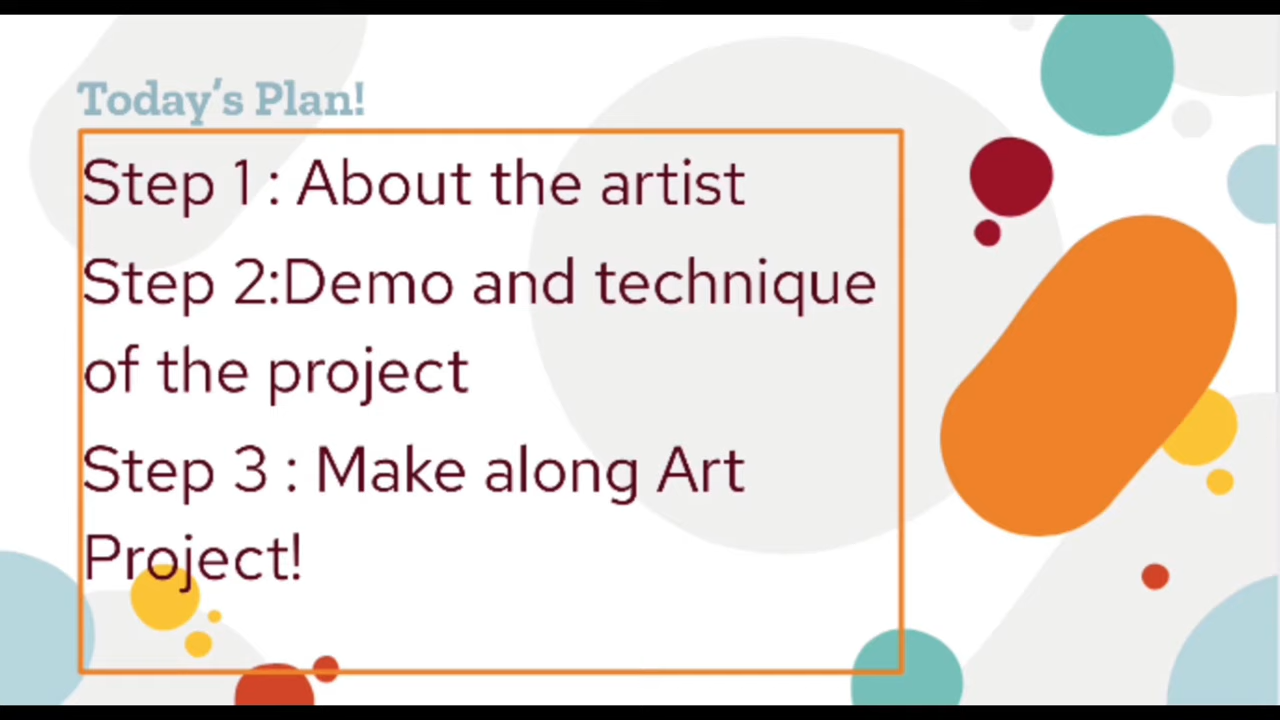 Today's Plan!
Step 1 : About the artist
Step 2:Demo and technique
of the project
Step 3 : Make along Art
Project!